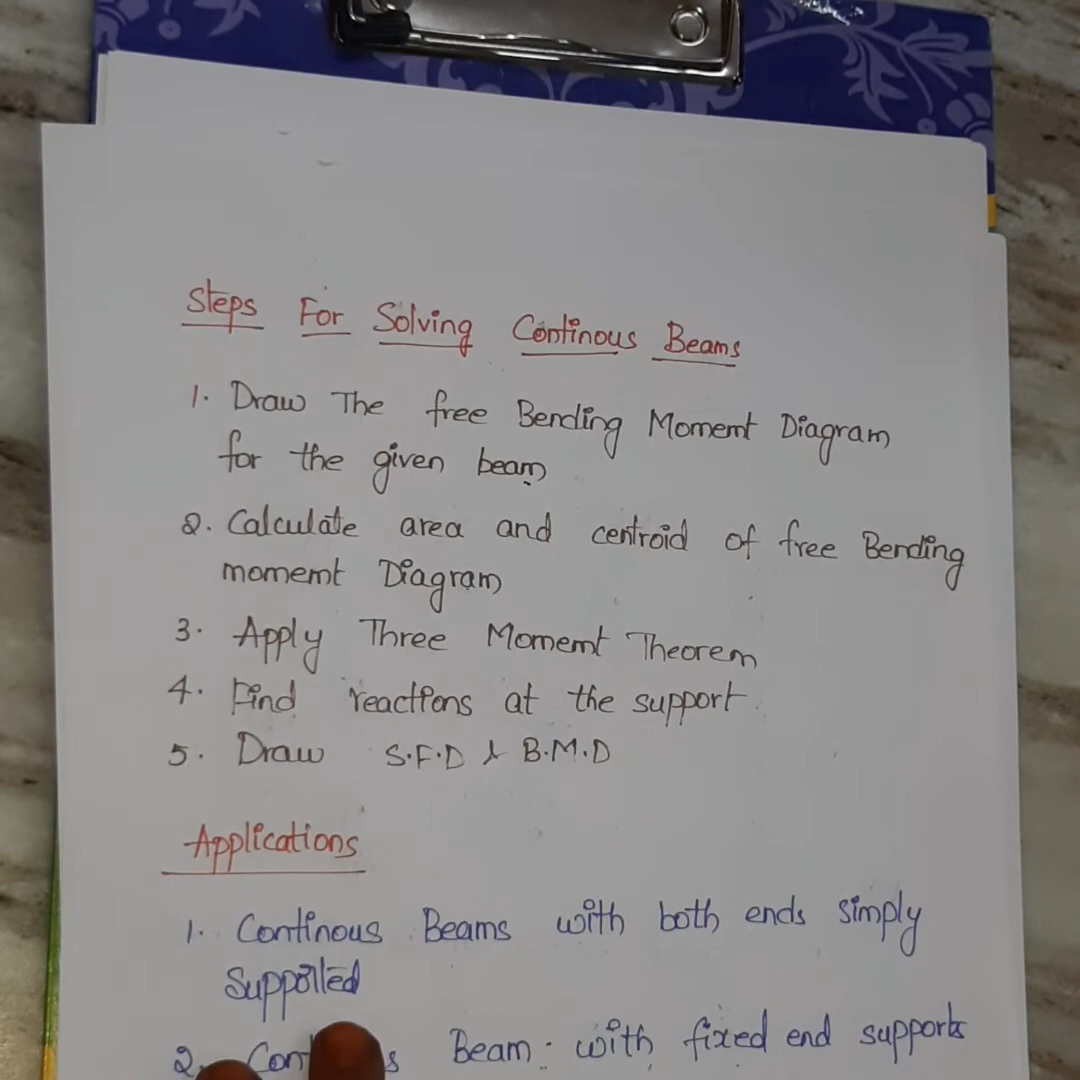 Steps For Solving Continous Beams
1. Draw The free Bending Moment Diagram
for the given beam
2. Calculate area and centroid of free Bending
moment Diagram
3. Apply Three Moment Theorem
4. Find reactions at the support
5. Draw S.F.D & B.M.D
Applications
1. Continous Beams with both ends simply
Supported
2. Beam with fixed end supports